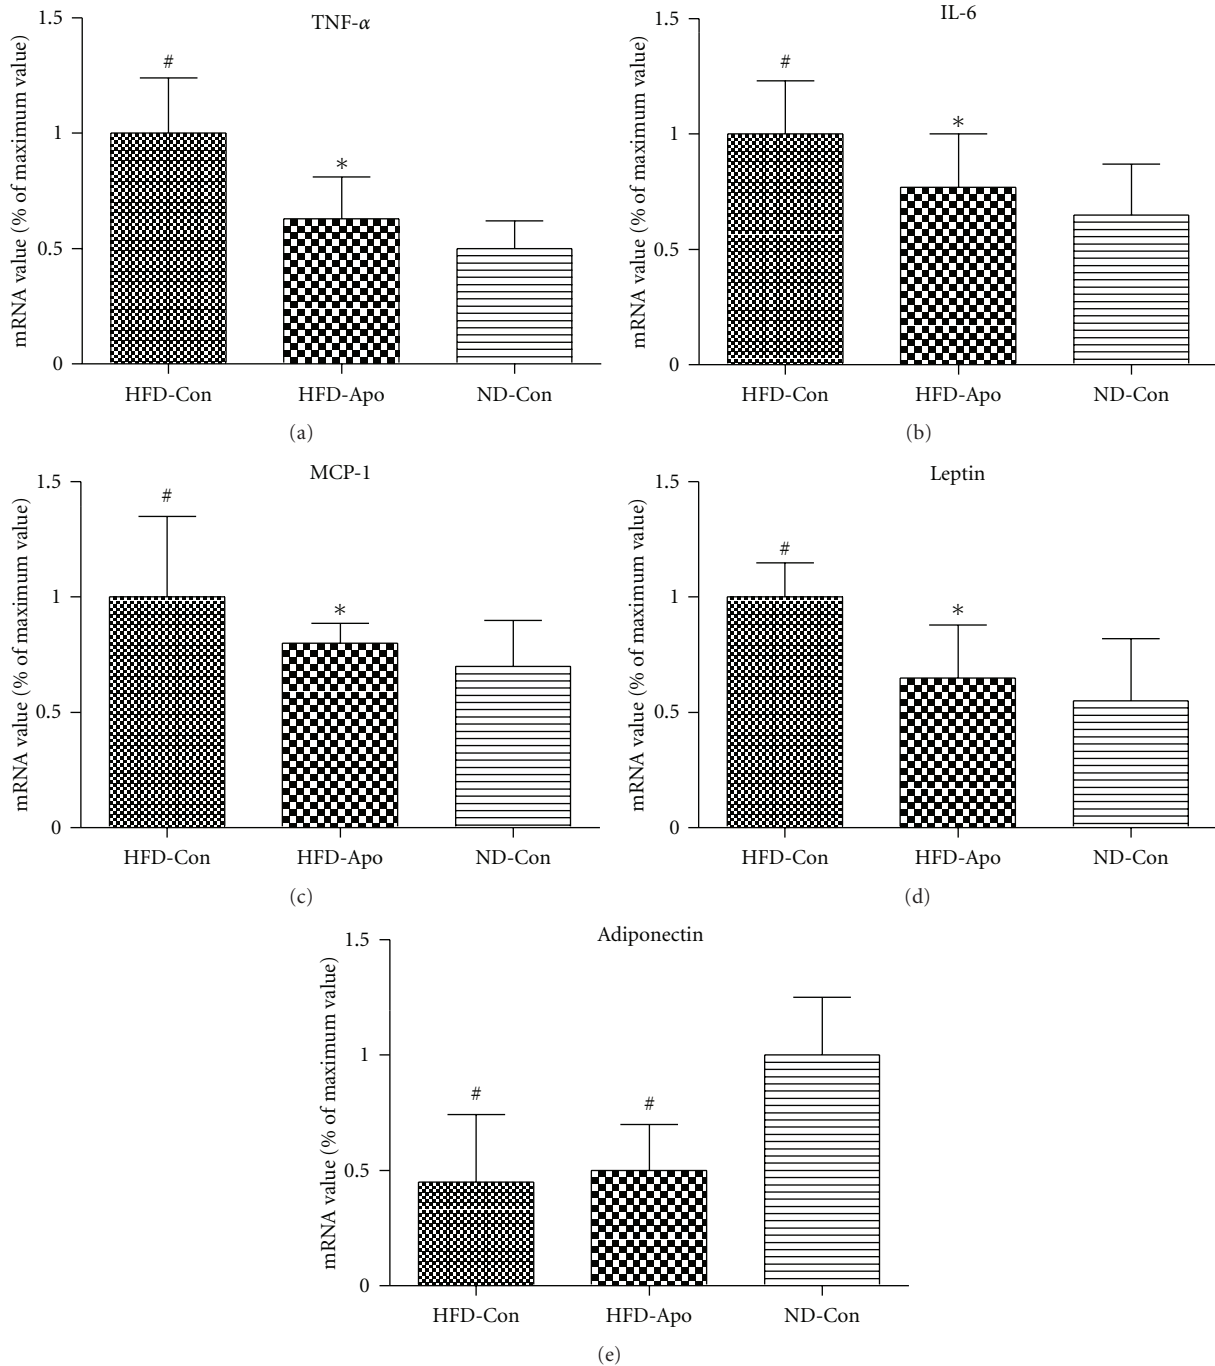 TNF-α
mRNA value (% of maximum value)
1.5
1
0.5
0
#
*
HFD-Con HFD-Apo ND-Con
(a)
IL-6
mRNA value (% of maximum value)
1.5
1
0.5
0
#
*
HFD-Con HFD-Apo ND-Con
(b)
MCP-1
mRNA value (% of maximum value)
1.5
1
0.5
0
#
*
HFD-Con HFD-Apo ND-Con
(c)
Leptin
mRNA value (% of maximum value)
1.5
1
0.5
0
#
*
HFD-Con HFD-Apo ND-Con
(d)
Adiponectin
mRNA value (% of maximum value)
1.5
1
0.5
0
#
#
HFD-Con HFD-Apo ND-Con
(e)